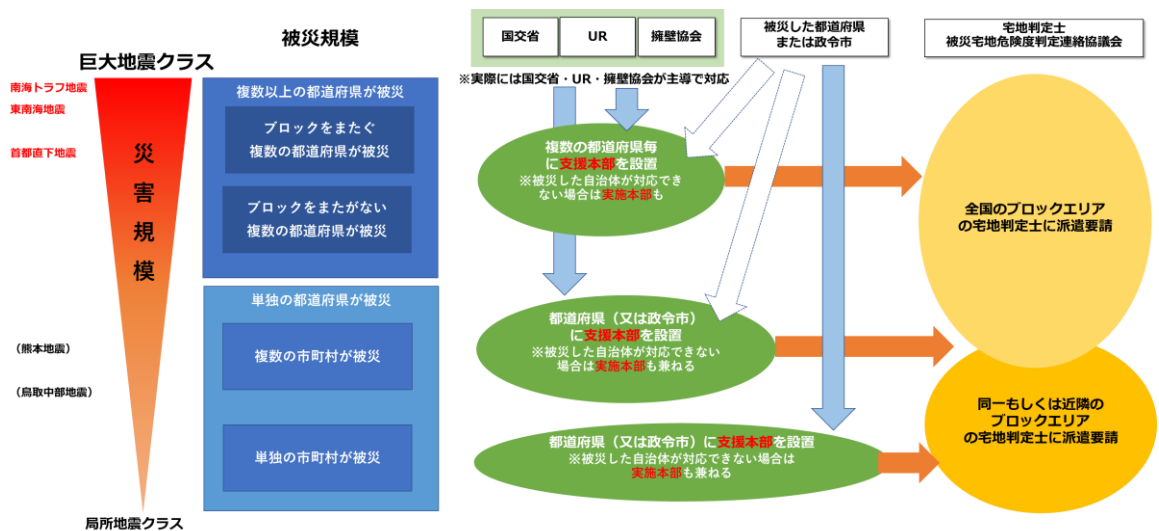 巨大地震クラス
南海トラフ地震
東南海地震
首都直下地震
災
害
規
模
(熊本地震)
(鳥取中部地震)
局所地震クラス
被災規模
複数以上の都道府県が被災
ブロックをまたぐ
複数の都道府県が被災
ブロックをまたがない
複数の都道府県が被災
単独の都道府県が被災
複数の市町村が被災
単独の市町村が被災
国交省
UR
擁壁協会
※実際には国交省・UR・擁壁協会が主導で対応
被災した都道府県
または政令市
宅地判定士
被災宅地危険度判定連絡協議会
複数の都道府県毎
に支援本部を設置
※被災した自治体が対応でき
ない場合は実施本部も
都道府県（又は政令市）
に支援本部を設置
※被災した自治体が対応できない
場合は実施本部も兼ねる
都道府県（又は政令市）に支援本部を設置
※被災した自治体が対応できない場合は
実施本部も兼ねる
全国のブロックエリア
の宅地判定士に派遣要請
同一もしくは近隣の
ブロックエリア
の宅地判定士に派遣要請